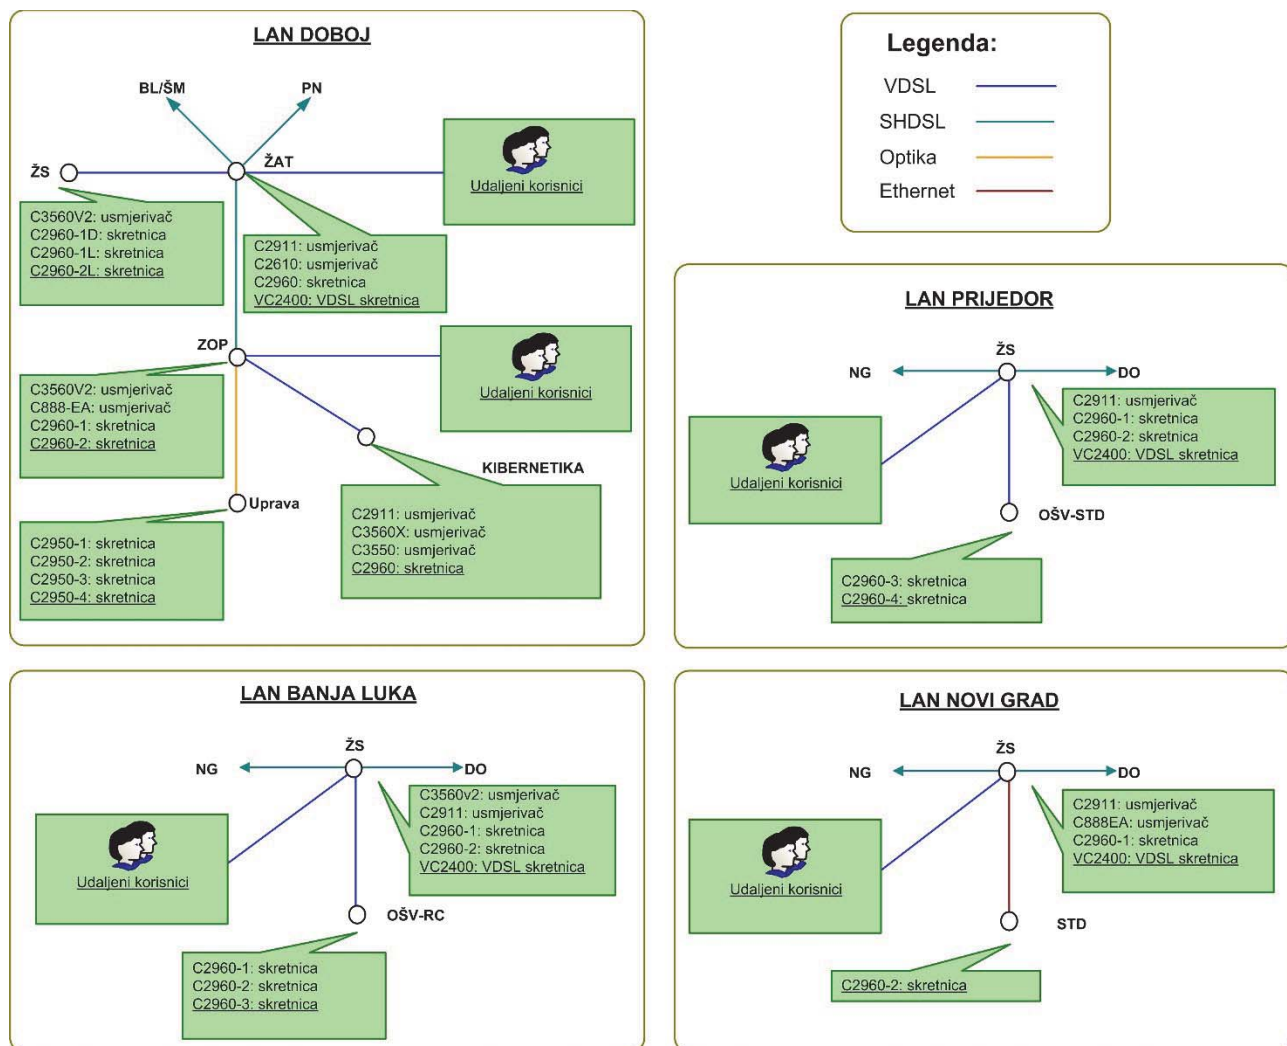 LAN DOBOJ
BL/ŠM
PN
ŽS
ŽAT
Udaljeni korisnici
C3560V2: usmjerivač
C2960-1D: skretnica
C2960-1L: skretnica
C2960-2L: skretnica
C2911: usmjerivač
C2610: usmjerivač
C2960: skretnica
VC2400: VDSL skretnica
ZOP
Udaljeni korisnici
C3560V2: usmjerivač
C888-EA: usmjerivač
C2960-1: skretnica
C2960-2: skretnica
KIBERNETIKA
C2911: usmjerivač
C3560X: usmjerivač
C3550: usmjerivač
C2960: skretnica
Uprava
C2950-1: skretnica
C2950-2: skretnica
C2950-3: skretnica
C2950-4: skretnica
Legenda:
VDSL
SHDSL
Optika
Ethernet
LAN PRIJEDOR
ŽS
NG
DO
C2911: usmjerivač
C2960-1: skretnica
C2960-2: skretnica
VC2400: VDSL skretnica
Udaljeni korisnici
OŠV-STD
C2960-3: skretnica
C2960-4: skretnica
LAN BANJA LUKA
ŽS
NG
DO
C3560v2: usmjerivač
C2911: usmjerivač
C2960-1: skretnica
C2960-2: skretnica
VC2400: VDSL skretnica
Udaljeni korisnici
OŠV-RC
C2960-1: skretnica
C2960-2: skretnica
C2960-3: skretnica
LAN NOVI GRAD
ŽS
NG
DO
C2911: usmjerivač
C888EA: usmjerivač
C2960-1: skretnica
VC2400: VDSL skretnica
Udaljeni korisnici
STD
C2960-2: skretnica